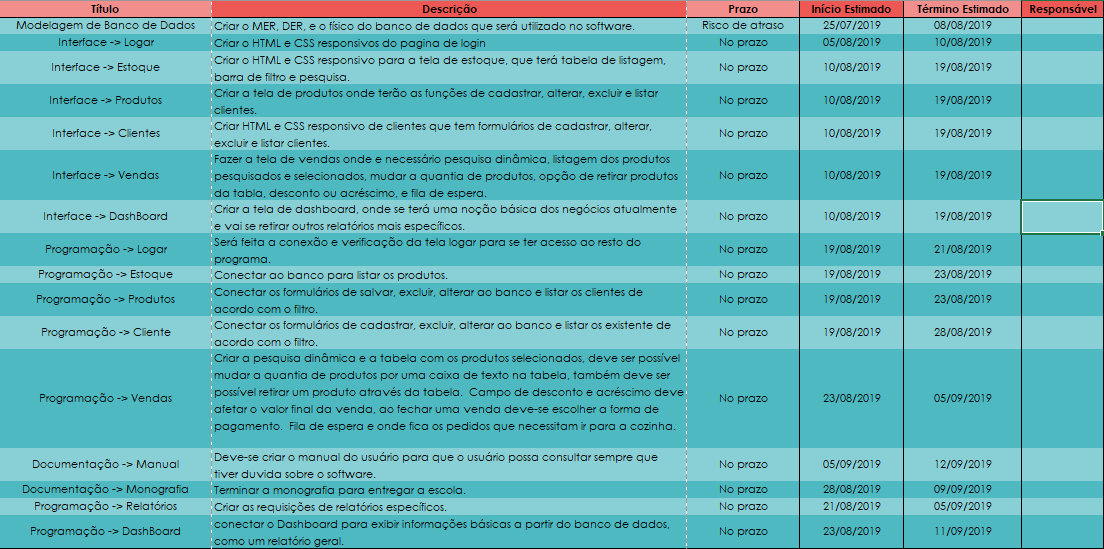 Título Descrição Prazo Início Estimado Término Estimado Responsável
Modelagem de Banco de Dados Criar o MER, DER, e o físico do banco de dados que será utilizado no software. Risco de atraso 25/07/2019 08/08/2019
Interface -> Logar Criar o HTML e CSS responsivos do pagina de login No prazo 05/08/2019 10/08/2019
Interface -> Estoque Criar o HTML e CSS responsivo para a tela de estoque, que terá tabela de listagem, No prazo 10/08/2019 19/08/2019
barra de filtro e pesquisa.
Interface -> Produtos Criar a tela de produtos onde terão as funções de cadastrar, alterar, excluir e listar No prazo 10/08/2019 19/08/2019
clientes.
Interface -> Clientes Criar HTML e CSS responsivo de clientes que tem formulários de cadastrar, alterar, No prazo 10/08/2019 19/08/2019
excluir e listar clientes.
Fazer a tela de vendas onde e necessário pesquisa dinâmica, listagem dos produtos
Interface -> Vendas pesquisados e selecionados, mudar a quantia de produtos, opção de retirar produtos No prazo 10/08/2019 19/08/2019
da tabla, desconto ou acréscimo, e fila de espera.
Interface -> DashBoard Criar a tela de dashboard, onde se terá uma noção básica dos negócios atualmente No prazo 10/08/2019 19/08/2019
e vai se retirar outros relatórios mais específicos.
Programação -> Logar Será feita a conexão e verificação da tela logar para se ter acesso ao resto do No prazo 19/08/2019 21/08/2019
programa.
Programação -> Estoque Conectar ao banco para listar os produtos. No prazo 19/08/2019 23/08/2019
Programação -> Produtos Conectar os formulários de salvar, excluir, alterar ao banco e listar os clientes de No prazo 19/08/2019 23/08/2019
acordo com o filtro.
Programação -> Cliente Conectar os formulários de cadastrar, excluir, alterar ao banco e listar os existente de No prazo 19/08/2019 28/08/2019
acordo com o filtro.
Criar a pesquisa dinâmica e a tabela com os produtos selecionados, deve ser possível
mudar a quantia de produtos por uma caixa de texto na tabela, também deve ser
Programação -> Vendas possível retirar um produto através da tabela. Campo de desconto e acréscimo deve No prazo 23/08/2019 05/09/2019
afetar o valor final da venda, ao fechar uma venda deve-se escolher a forma de
pagamento. Fila de espera e onde fica os pedidos que necessitam ir para a cozinha.
Documentação -> Manual Deve-se criar o manual do usuário para que o usuário possa consultar sempre que No prazo 05/09/2019 12/09/2019
tiver duvida sobre o software.
Documentação -> Monografia Terminar a monografia para entregar a escola. No prazo 28/08/2019 09/09/2019
Programação -> Relatórios Criar as requisições de relatórios específicos. No prazo 21/08/2019 05/09/2019
Programação -> DashBoard conectar o Dashboard para exibir informações básicas a partir do banco de dados, No prazo 23/08/2019 11/09/2019
como um relatório geral.